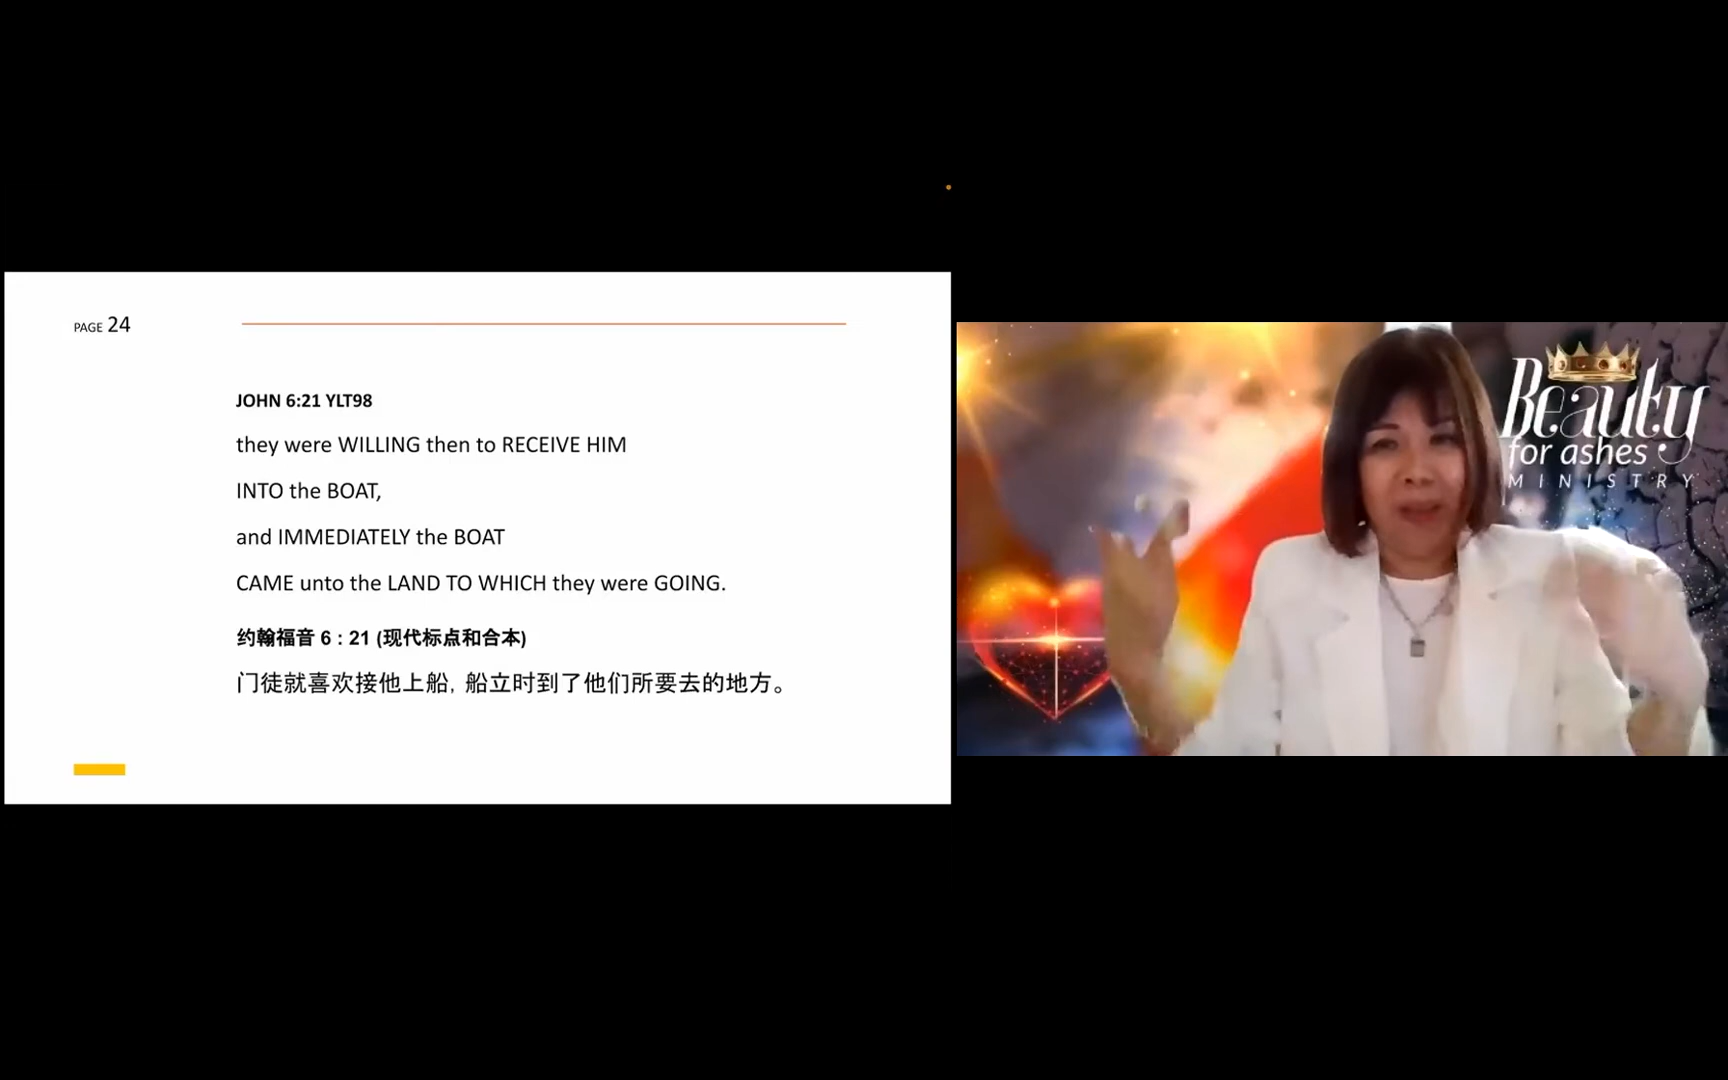 PAGE 24
JOHN 6:21 YLT98
they were WILLING then to RECEIVE HIM
INTO the BOAT,
and IMMEDIATELY the BOAT
CAME unto the LAND TO WHICH they were GOING.
约翰福音 6 : 21 (现代标点和合本)
门徒就喜欢接他上船, 船立时到了他们所要去的地方。
Beauty
for ashes
MINISTRY